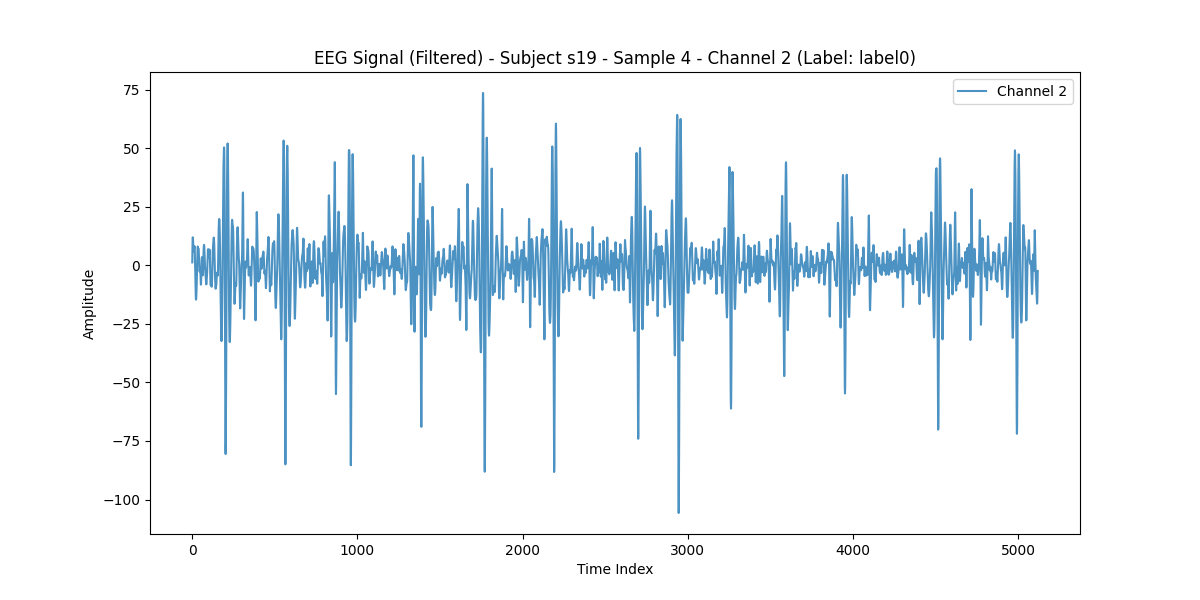 EEG Signal (Filtered) - Subject s19 - Sample 4 - Channel 2 (Label: label0)
Channel 2
75
50
25
0
−25
−50
−75
−100
Amplitude
0 1000 2000 3000 4000 5000
Time Index